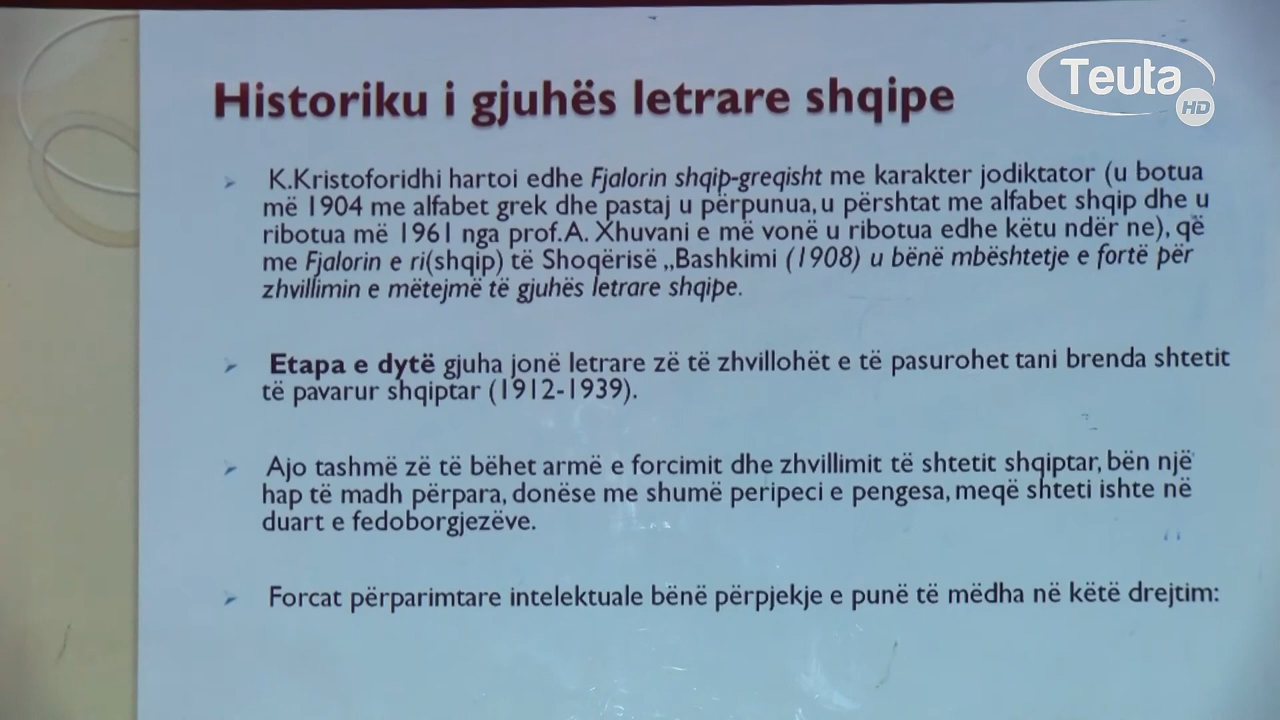 Historiku i gjuhës letrare shqipe
Teuta HD
K.Kristoforidhi hartoi edhe Fjalorin shqip-greqisht me karakter jodiktator (u botua
më 1904 me alfabet grek dhe pastaj u përpunua, u përshtat me alfabet shqip dhe u
ribotua më 1961 nga prof.A. Xhuvani e më vonë u ribotua edhe këtu ndër ne), që
me Fjalorin e ri(shqip) të Shoqërisë „Bashkimi (1908) u bënë mbështetje e fortë për
zhvillimin e mëtejmë të gjuhës letrare shqipe.
Etapa e dytë gjuha jonë letrare zë të zhvillohët e të pasurohet tani brenda shtetit
të pavarur shqiptar (1912-1939).
Ajo tashmë zë të bëhet armë e forcimit dhe zhvillimit të shtetit shqiptar, bën një
hap të madh përpara, donëse me shumë peripeci e pengesa, meqë shteti ishte në
duart e fedoborgjezëve.
Forcat përparimtare intelektuale bënë përpjekje e punë të mëdha në këtë drejtim: